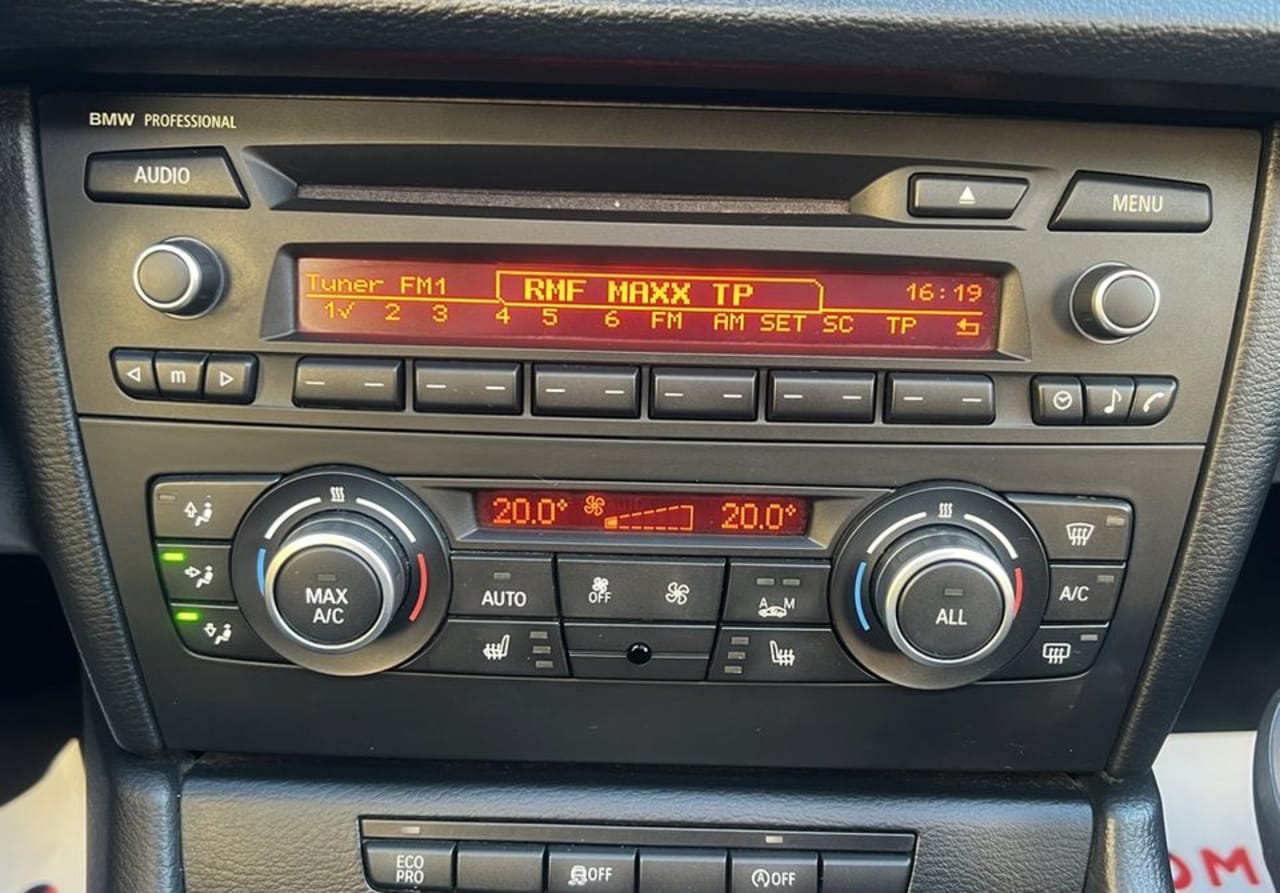 BMW PROFESSIONAL
AUDIO
MENU
Tuner FM1 RMF MAXX TP 16:19
1√ 2 3 4 5 6 FM AM SET SC TP
m
20.0° 20.0°
MAX A/C
AUTO
OFF
A M
ALL
A/C
ECO PRO
OFF
OFF
OM